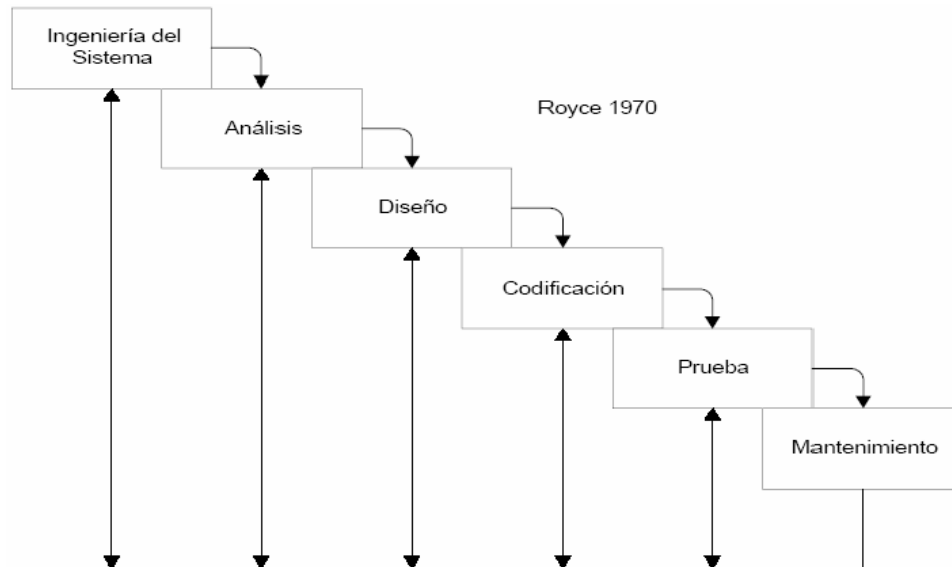 Ingeniería del
Sistema
Análisis
Royce 1970
Diseño
Codificación
Prueba
Mantenimiento